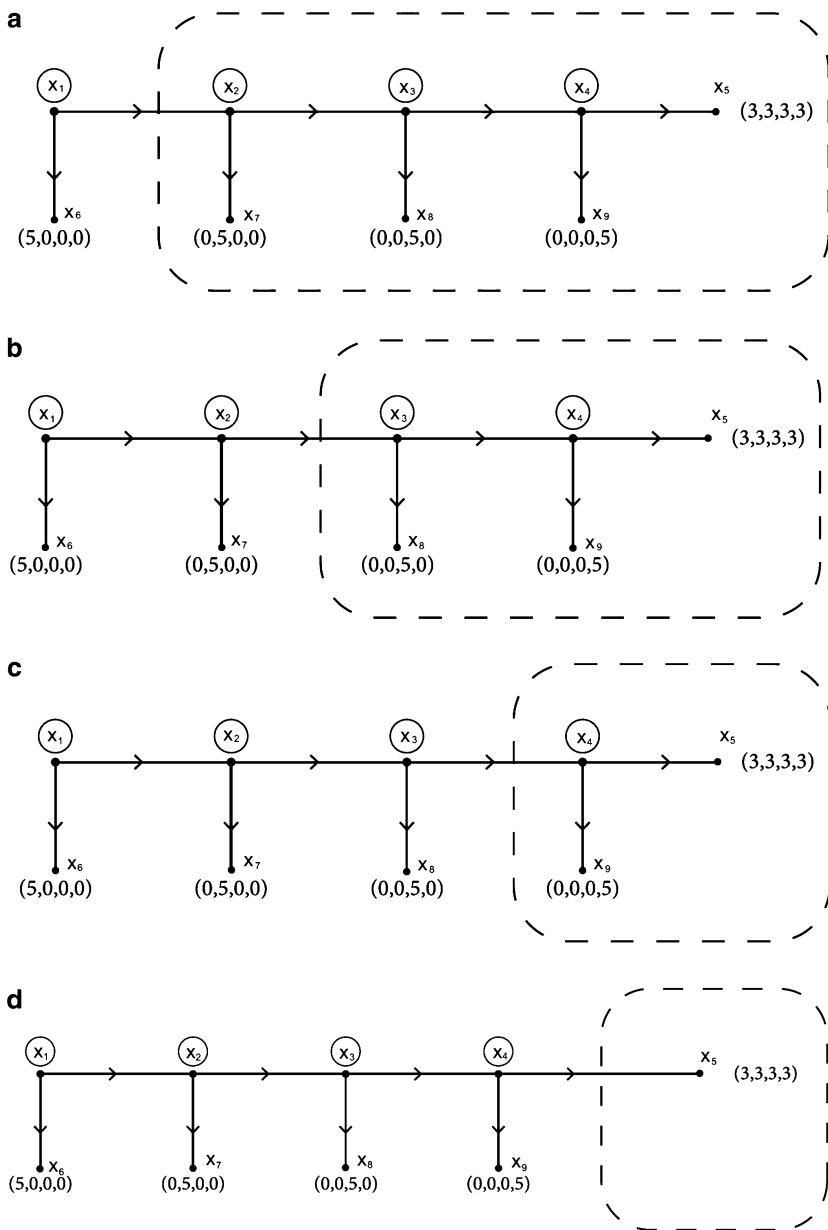 a
x₁ x₂ x₃ x₄ x₅ (3,3,3,3)
x₆ x₇ x₈ x₉
(5,0,0,0) (0,5,0,0) (0,0,5,0) (0,0,0,5)
b
x₁ x₂ x₃ x₄ x₅ (3,3,3,3)
x₆ x₇ x₈ x₉
(5,0,0,0) (0,5,0,0) (0,0,5,0) (0,0,0,5)
c
x₁ x₂ x₃ x₄ x₅ (3,3,3,3)
x₆ x₇ x₈ x₉
(5,0,0,0) (0,5,0,0) (0,0,5,0) (0,0,0,5)
d
x₁ x₂ x₃ x₄ x₅ (3,3,3,3)
x₆ x₇ x₈ x₉
(5,0,0,0) (0,5,0,0) (0,0,5,0) (0,0,0,5)